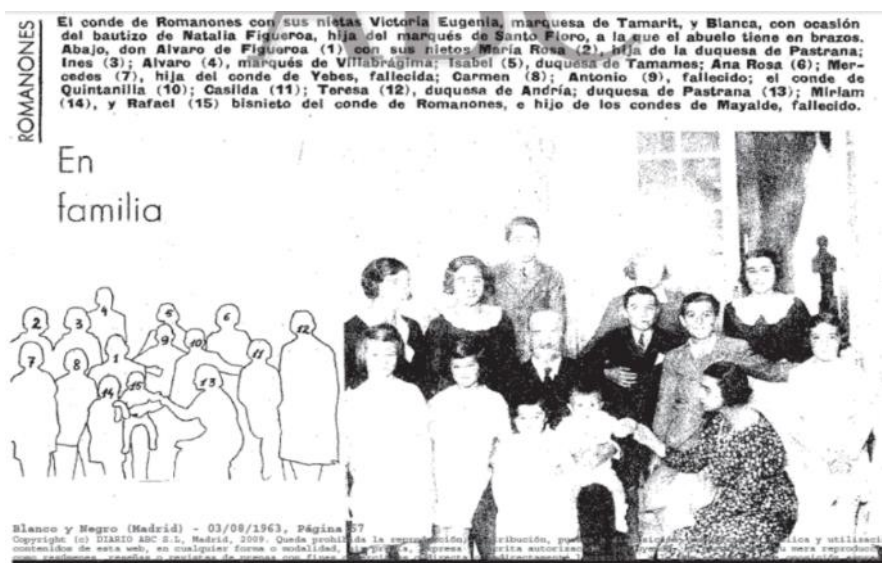 ROMANONES
El conde de Romanones con sus nietas Victoria Eugenia, marquesa de Tamarit, y Blanca, con ocasión
del bautizo de Natalia Figueroa, hija del marqués de Santo Floro, a la que el abuelo tiene en brazos.
Abajo, don Alvaro de Figueroa (1) con sus nietos María Rosa (2), hija de la duquesa de Pastrana;
Ines (3); Alvaro (4), marqués de Villabrágima; Isabel (5), duquesa de Tamames; Ana Rosa (6); Mer-
cedes (7), hija del conde de Yebes, fallecida; Carmen (8); Antonio (9), fallecido; el conde de
Quintanilla (10); Casilda (11); Teresa (12), duquesa de Andría; duquesa de Pastrana (13); Miriam
(14), y Rafael (15) bisnieto del conde de Romanones, e hijo de los condes de Mayalde, fallecido.
En
familia
4
2 3 5 6 12
9 10
7 8 1 11
14 15 13
Blanco y Negro (Madrid) - 03/08/1963, Página 57
Copyright (c) DIARIO ABC S.L, Madrid, 2009. Queda prohibida la reproducción,
contenidos de esta web, en cualquier forma o modalidad,